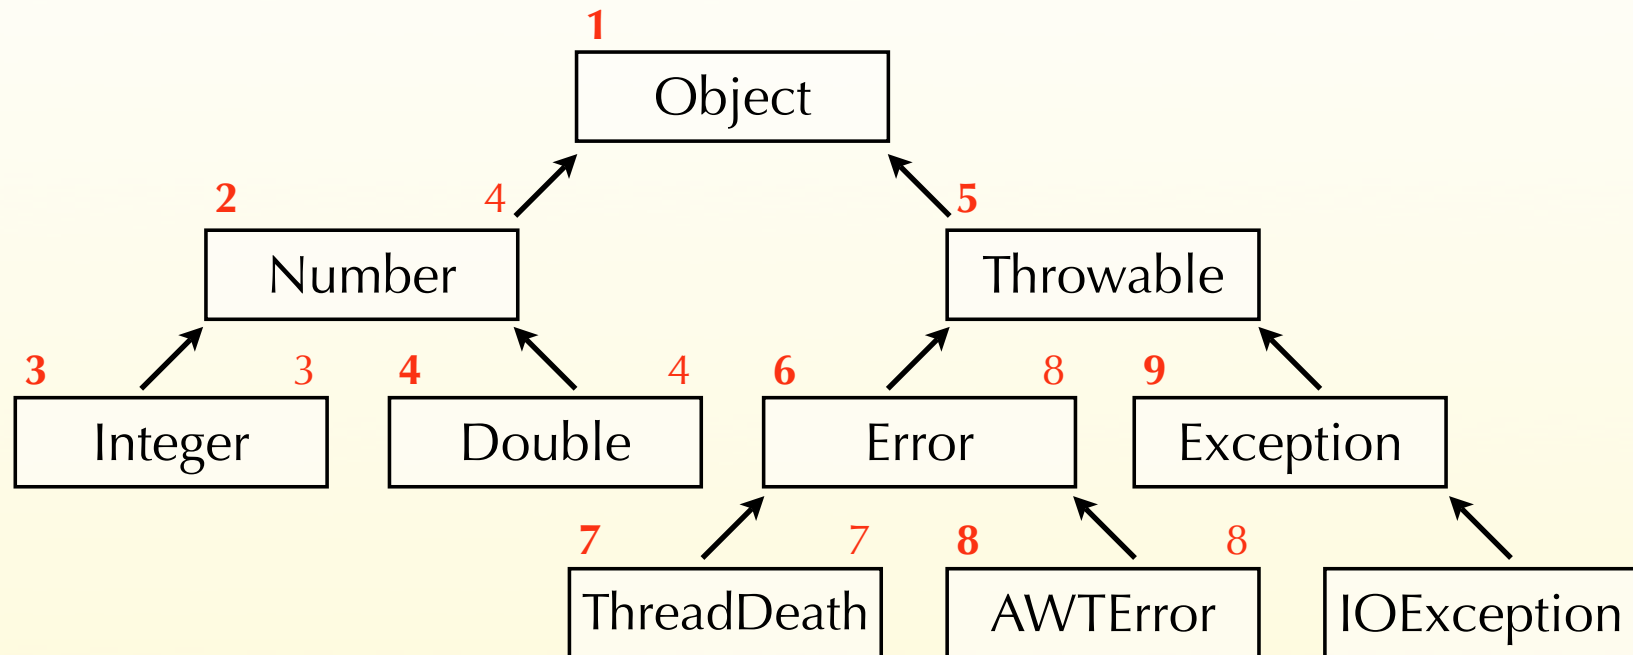 1
Object
2 4 5
Number Throwable
3 3 4 4 6 8 9
Integer Double Error Exception
7 7 8 8
ThreadDeath AWTError IOException